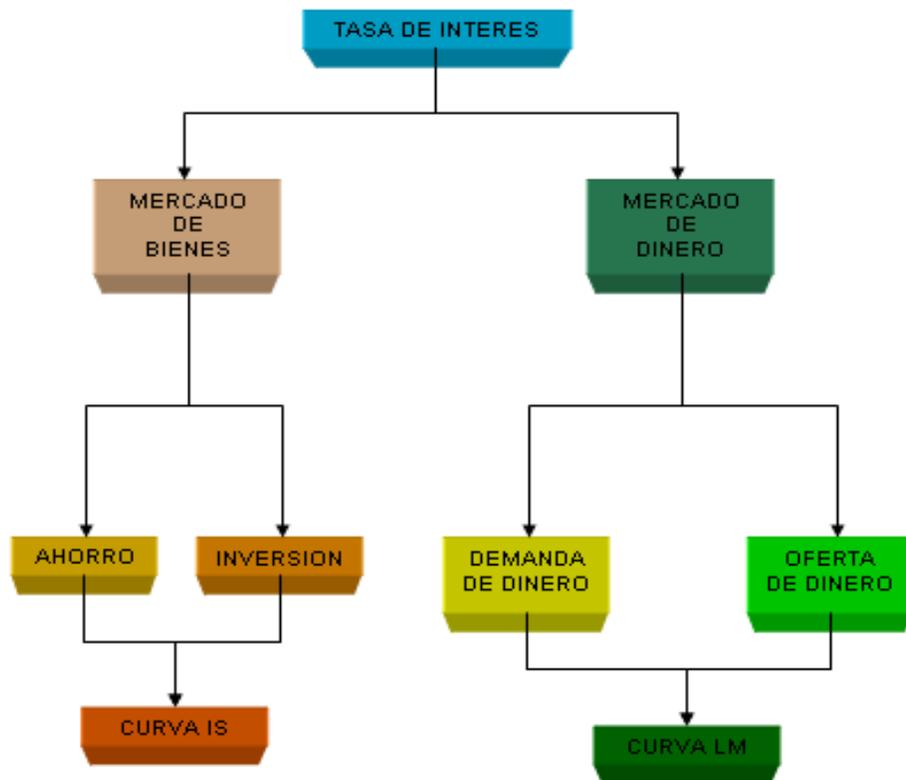 TASA DE INTERES
MERCADO
DE
BIENES
MERCADO
DE
DINERO
AHORRO
INVERSION
DEMANDA
DE DINERO
OFERTA
DE DINERO
CURVA IS
CURVA LM